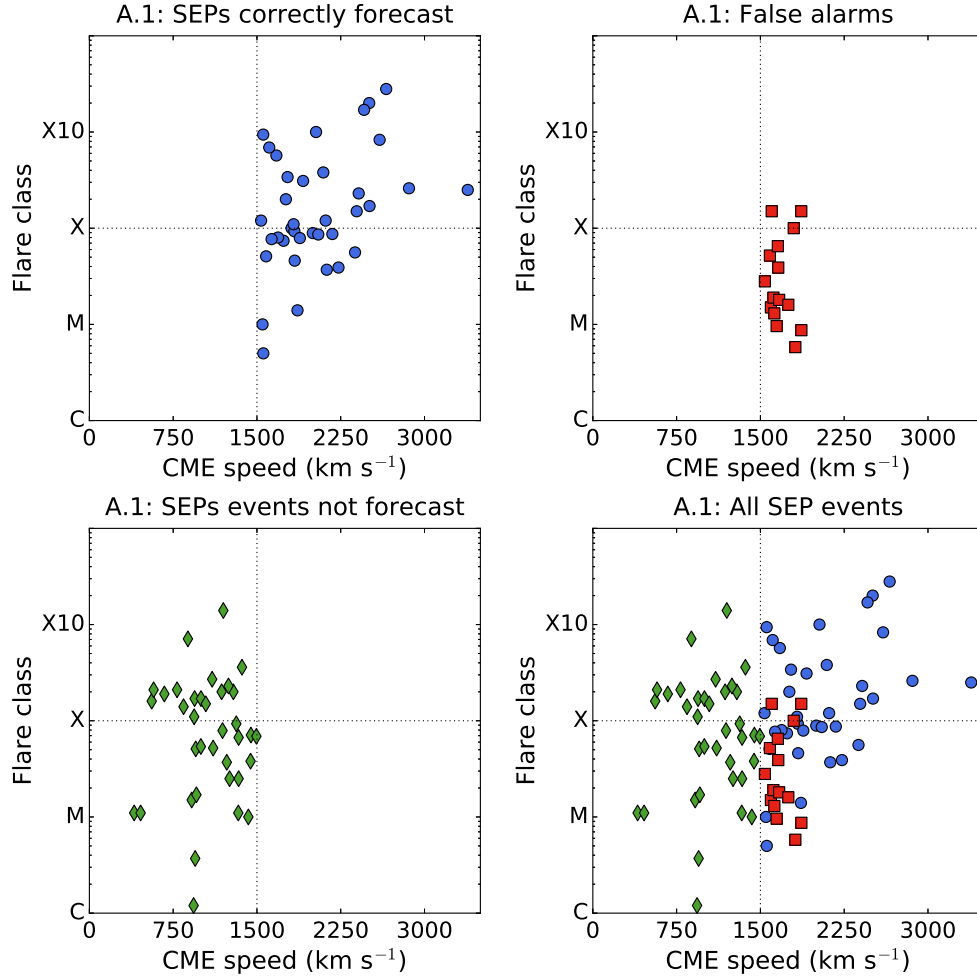 A.1: SEPs correctly forecast
X10
X
M
C
Flare class
0 750 1500 2250 3000
CME speed (km s⁻¹)
A.1: False alarms
X10
X
M
C
Flare class
0 750 1500 2250 3000
CME speed (km s⁻¹)
A.1: SEPs events not forecast
X10
X
M
C
Flare class
0 750 1500 2250 3000
CME speed (km s⁻¹)
A.1: All SEP events
X10
X
M
C
Flare class
0 750 1500 2250 3000
CME speed (km s⁻¹)